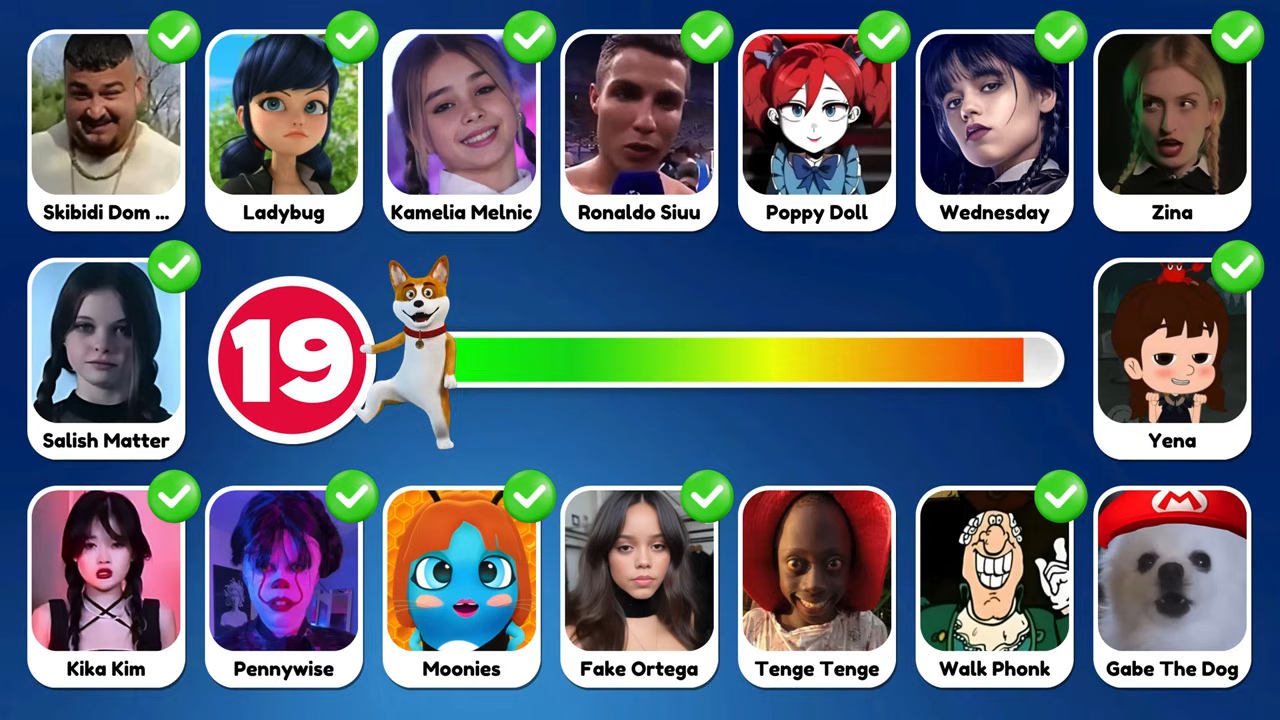 Skibidi Dom ...
Ladybug
Kamelia Melnic
Ronaldo Siuu
Poppy Doll
Wednesday
Zina
Salish Matter
19
Yena
M
Kika Kim
Pennywise
Moonies
Fake Ortega
Tenge Tenge
Walk Phonk
Gabe The Dog